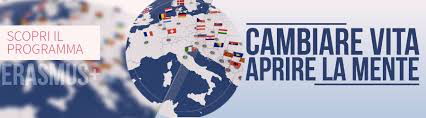 SCOPRI IL
PROGRAMMA
ERASMUS+
CAMBIARE VITA
APRIRE LA MENTE